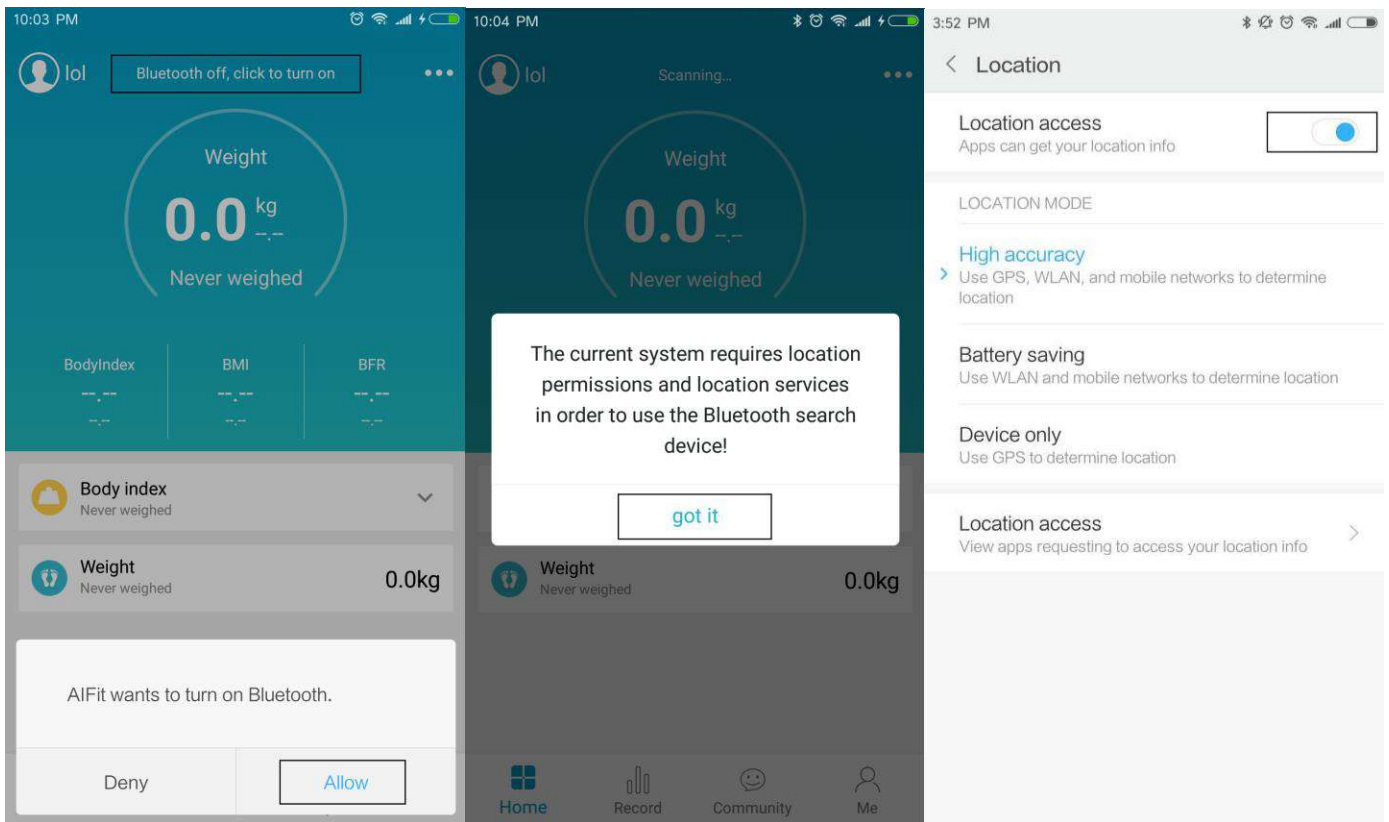 10:03 PM
lol
Bluetooth off, click to turn on
Weight
0.0 kg
--.--
Never weighed
BodyIndex BMI BFR
--.-- --.-- --.--
--.-- --.-- --.--
Body index
Never weighed
Weight
Never weighed
0.0kg
AIFit wants to turn on Bluetooth.
Deny Allow
10:04 PM
lol
Scanning...
Weight
0.0 kg
--.--
Never weighed
The current system requires location
permissions and location services
in order to use the Bluetooth search
device!
got it
Weight
Never weighed
0.0kg
Home Record Community Me
3:52 PM
Location
Location access
Apps can get your location info
LOCATION MODE
High accuracy
Use GPS, WLAN, and mobile networks to determine
location
Battery saving
Use WLAN and mobile networks to determine location
Device only
Use GPS to determine location
Location access
View apps requesting to access your location info